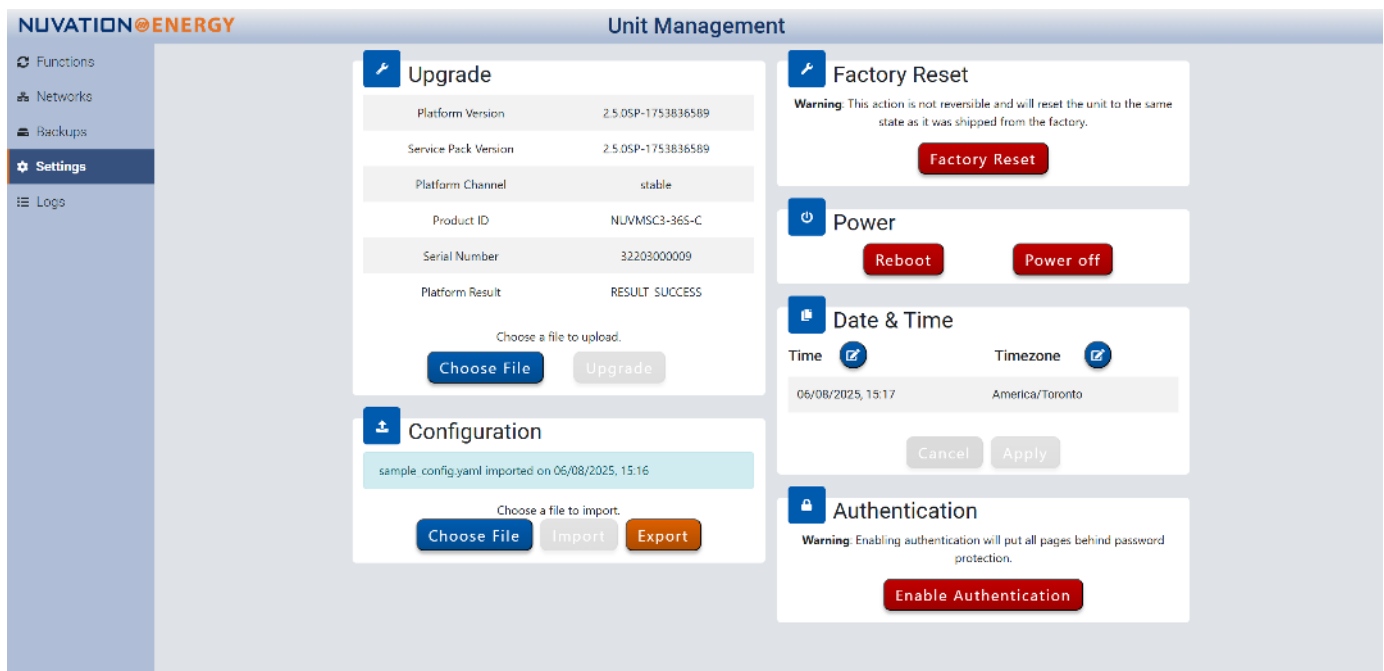 NUVATION ENERGY
Unit Management
Functions
Networks
Backups
Settings
Logs
Upgrade
Platform Version 2.5.0SP-1753836589
Service Pack Version 2.5.0SP-1753836589
Platform Channel stable
Product ID NUVMSC3-36S-C
Serial Number 32203000009
Platform Result RESULT_SUCCESS
Choose a file to upload.
Choose File Upgrade
Configuration
sample_config.yaml imported on 06/08/2025, 15:16
Choose a file to import.
Choose File Import Export
Factory Reset
Warning: This action is not reversible and will reset the unit to the same
state as it was shipped from the factory.
Factory Reset
Power
Reboot Power off
Date & Time
Time Timezone
06/08/2025, 15:17 America/Toronto
Cancel Apply
Authentication
Warning: Enabling authentication will put all pages behind password
protection.
Enable Authentication